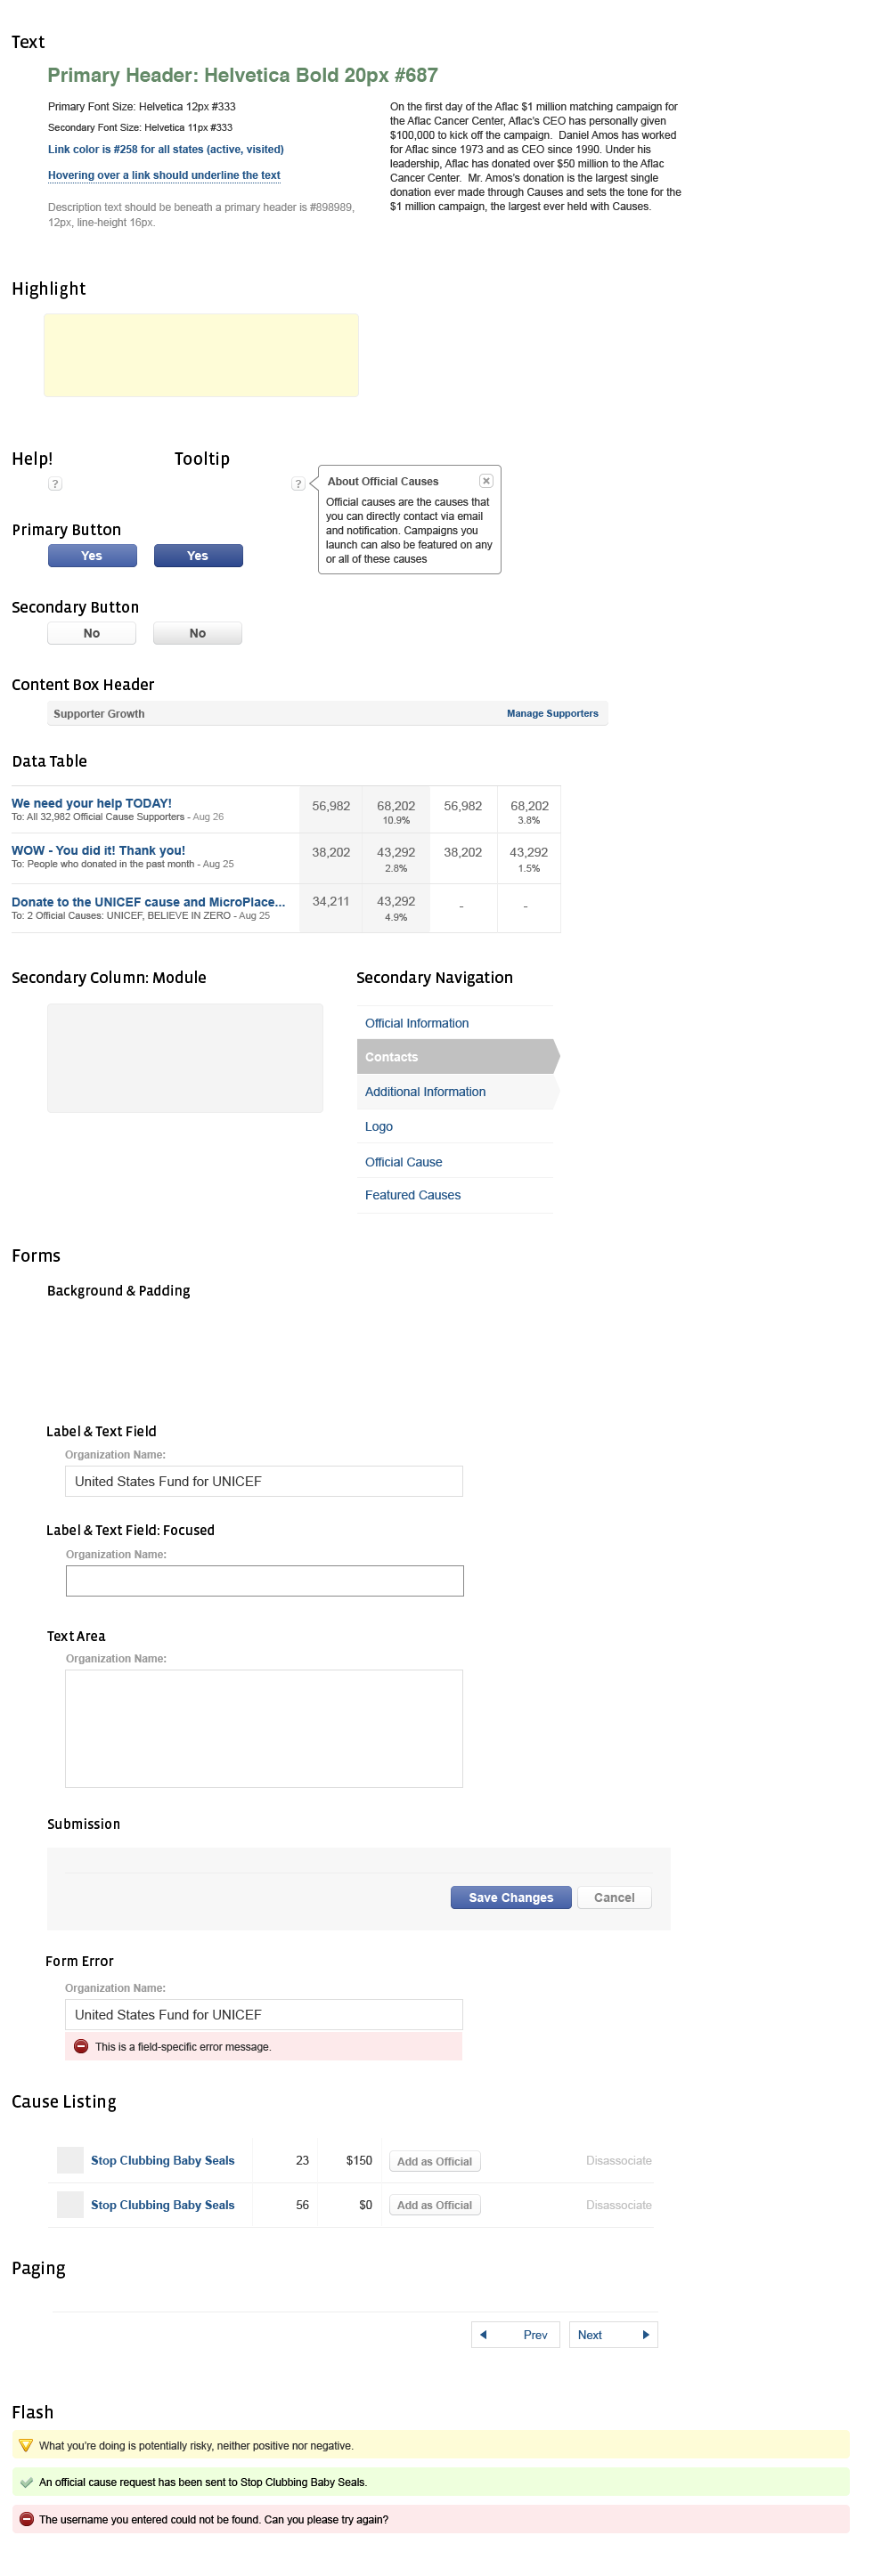 Text
Primary Header: Helvetica Bold 20px #687
Primary Font Size: Helvetica 12px #333
Secondary Font Size: Helvetica 11px #333
Link color is #258 for all states (active, visited)
Hovering over a link should underline the text
Description text should be beneath a primary header is #898989,
12px, line-height 16px.
On the first day of the Aflac $1 million matching campaign for
the Aflac Cancer Center, Aflac's CEO has personally given
$100,000 to kick off the campaign.  Daniel Amos has worked
for Aflac since 1973 and as CEO since 1990. Under his
leadership, Aflac has donated over $50 million to the Aflac
Cancer Center.  Mr. Amos's donation is the largest single
donation ever made through Causes and sets the tone for the
$1 million campaign, the largest ever held with Causes.
Highlight
Help!
?
Tooltip
?
About Official Causes
Official causes are the causes that
you can directly contact via email
and notification. Campaigns you
launch can also be featured on any
or all of these causes
Primary Button
Yes
Yes
Secondary Button
No
No
Content Box Header
Supporter Growth
Manage Supporters
Data Table
We need your help TODAY!
To: All 32,982 Official Cause Supporters - Aug 26
56,982
68,202
10.9%
56,982
68,202
3.8%
WOW - You did it! Thank you!
To: People who donated in the past month - Aug 25
38,202
43,292
2.8%
38,202
43,292
1.5%
Donate to the UNICEF cause and MicroPlace...
To: 2 Official Causes: UNICEF, BELIEVE IN ZERO - Aug 25
34,211
43,292
4.9%
-
-
Secondary Column: Module
Secondary Navigation
Official Information
Contacts
Additional Information
Logo
Official Cause
Featured Causes
Forms
Background & Padding
Label & Text Field
Organization Name:
United States Fund for UNICEF
Label & Text Field: Focused
Organization Name:
Text Area
Organization Name:
Submission
Save Changes
Cancel
Form Error
Organization Name:
United States Fund for UNICEF
This is a field-specific error message.
Cause Listing
Stop Clubbing Baby Seals
23
$150
Add as Official
Disassociate
Stop Clubbing Baby Seals
56
$0
Add as Official
Disassociate
Paging
Prev
Next
Flash
What you're doing is potentially risky, neither positive nor negative.
An official cause request has been sent to Stop Clubbing Baby Seals.
The username you entered could not be found. Can you please try again?